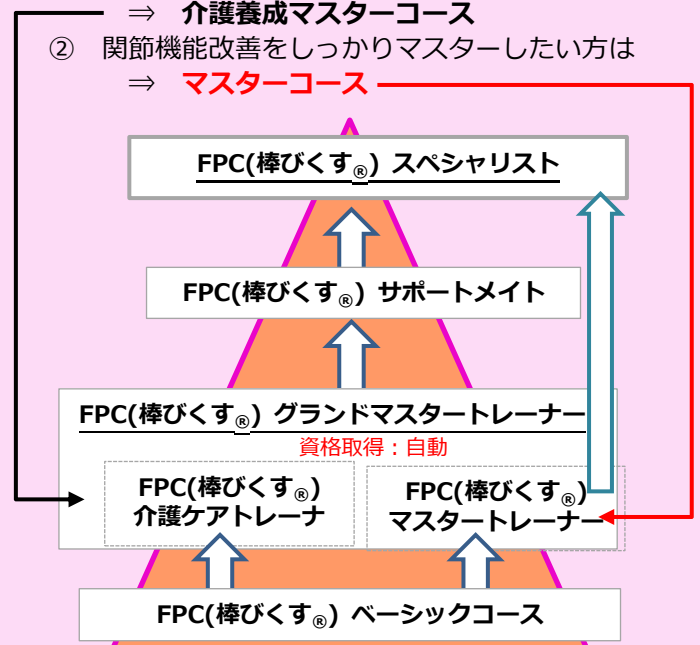 ⇒ 介護養成マスターコース
② 関節機能改善をしっかりマスターしたい方は
⇒ マスターコース
FPC(棒びくす®) スペシャリスト
FPC(棒びくす®) サポートメイト
FPC(棒びくす®) グランドマスタートレーナー
資格取得：自動
FPC(棒びくす®)
介護ケアトレーナ
FPC(棒びくす®)
マスタートレーナー
FPC(棒びくす®) ベーシックコース